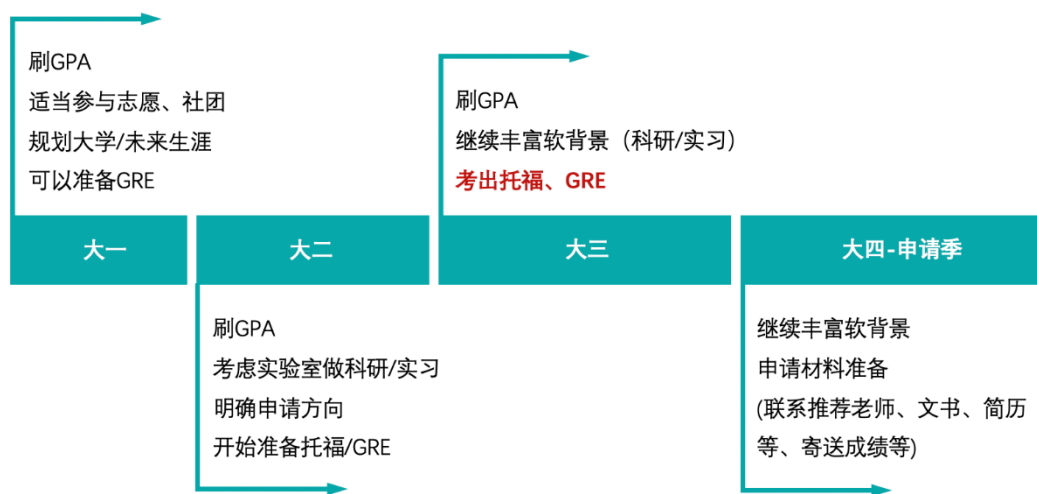 刷GPA
适当参与志愿、社团
规划大学/未来生涯
可以准备GRE
刷GPA
继续丰富软背景（科研/实习）
考出托福、GRE
大一
大二
大三
大四-申请季
刷GPA
考虑实验室做科研/实习
明确申请方向
开始准备托福/GRE
继续丰富软背景
申请材料准备
(联系推荐老师、文书、简历
等、寄送成绩等)